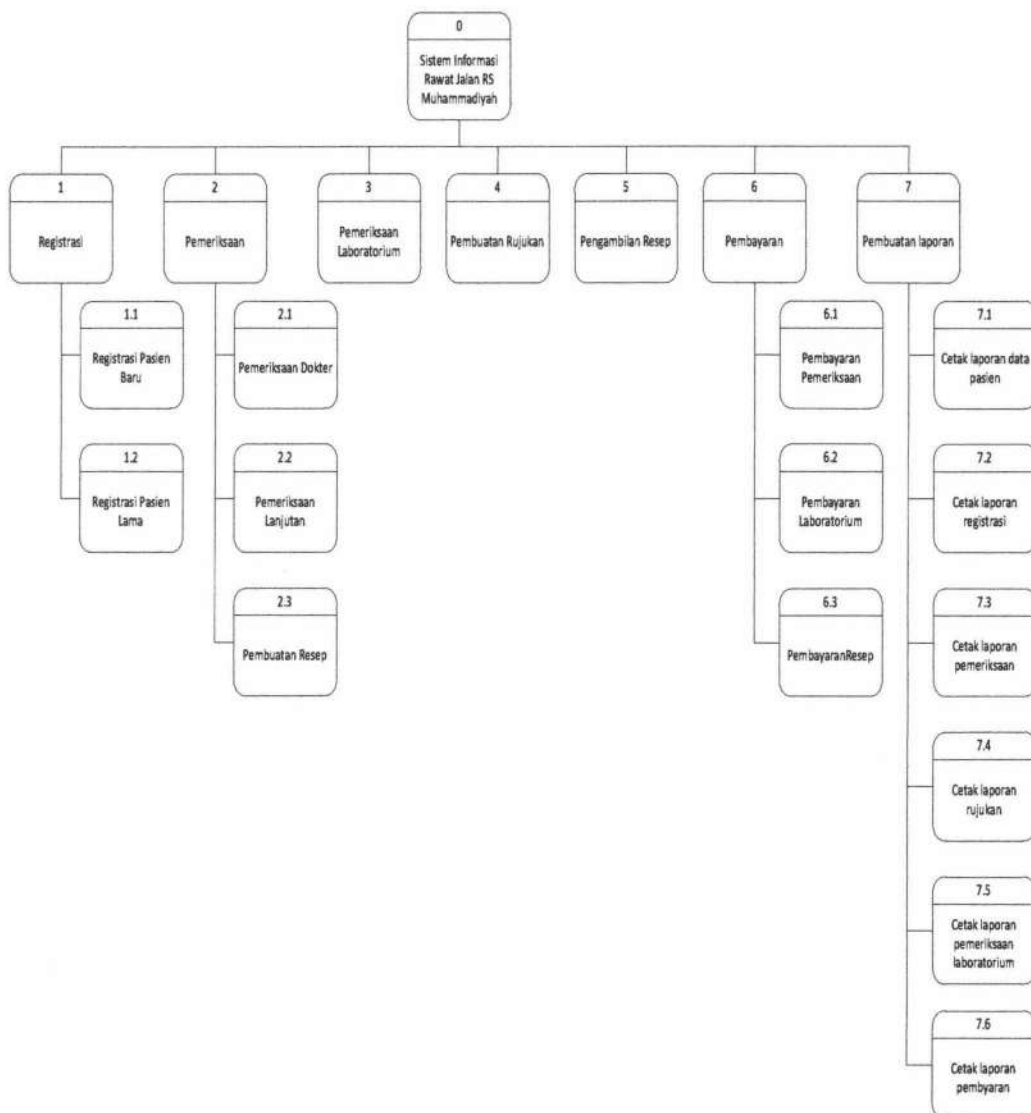 0
Sistem Informasi
Rawat Jalan RS
Muhammadiyah
1
Registrasi
2
Pemeriksaan
3
Pemeriksaan
Laboratorium
4
Pembuatan Rujukan
5
Pengambilan Resep
6
Pembayaran
7
Pembuatan laporan
1.1
Registrasi Pasien
Baru
1.2
Registrasi Pasien
Lama
2.1
Pemeriksaan Dokter
2.2
Pemeriksaan
Lanjutan
2.3
Pembuatan Resep
6.1
Pembayaran
Pemeriksaan
6.2
Pembayaran
Laboratorium
6.3
PembayaranResep
7.1
Cetak laporan data
pasien
7.2
Cetak laporan
registrasi
7.3
Cetak laporan
pemeriksaan
7.4
Cetak laporan
rujukan
7.5
Cetak laporan
pemeriksaan
laboratorium
7.6
Cetak laporan
pembyaran